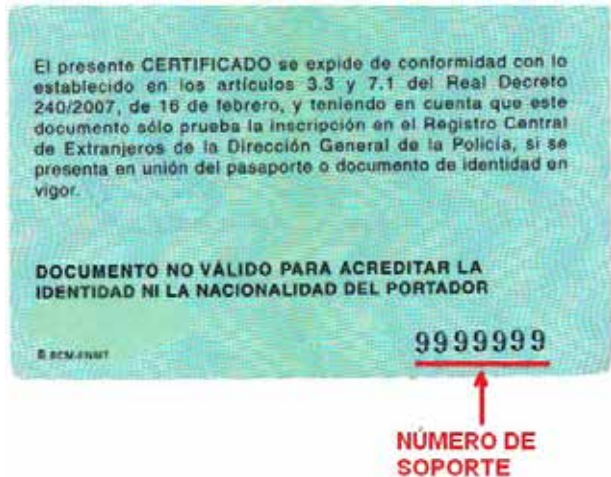 El presente CERTIFICADO se expide de conformidad con lo
establecido en los artículos 3.3 y 7.1 del Real Decreto
240/2007, de 16 de febrero, y teniendo en cuenta que este
documento sólo prueba la inscripción en el Registro Central
de Extranjeros de la Dirección General de la Policía, si se
presenta en unión del pasaporte o documento de identidad en
vigor.
DOCUMENTO NO VÁLIDO PARA ACREDITAR LA
IDENTIDAD NI LA NACIONALIDAD DEL PORTADOR
9999999
NÚMERO DE
SOPORTE